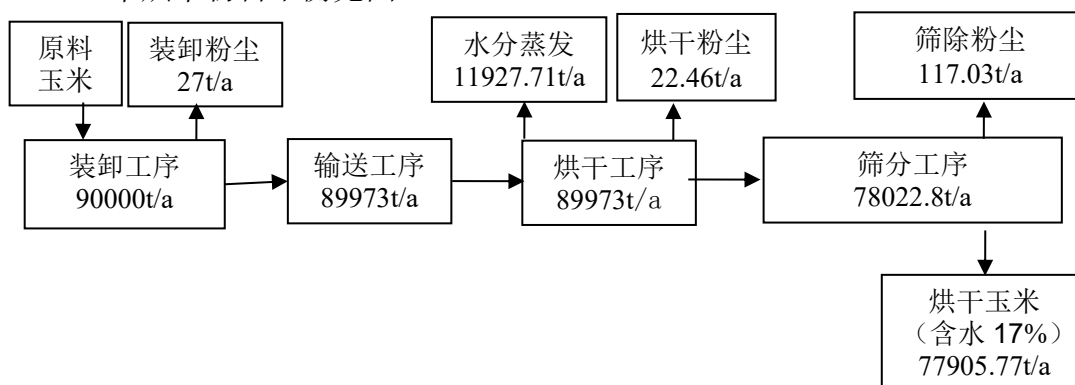 原料
玉米
装卸粉尘
27t/a
水分蒸发
11927.71t/a
烘干粉尘
22.46t/a
筛除粉尘
117.03t/a
装卸工序
90000t/a
输送工序
89973t/a
烘干工序
89973t/a
筛分工序
78022.8t/a
烘干玉米
（含水 17%）
77905.77t/a